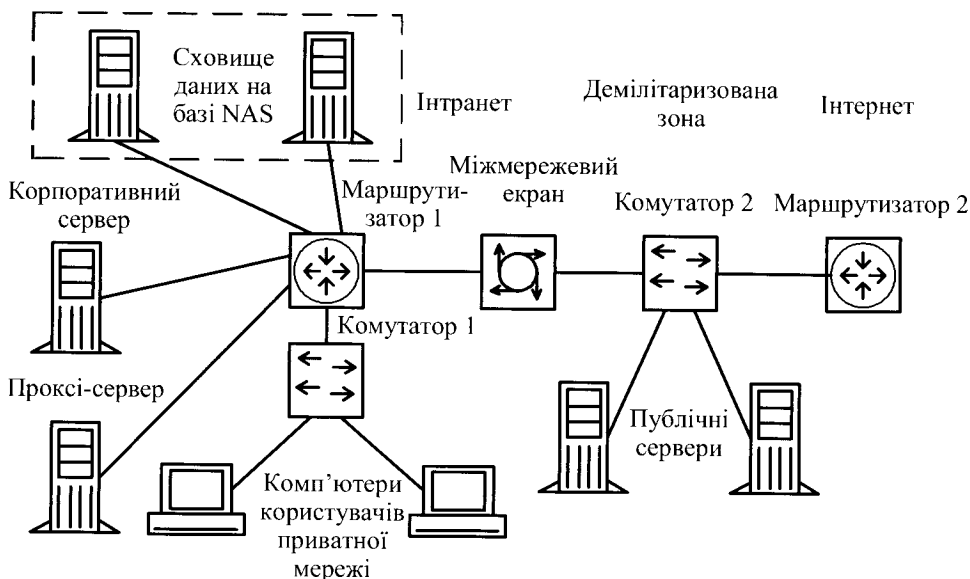 Сховище
даних на
базі NAS
Інтранет
Демілітаризована
зона
Інтернет
Корпоративний
сервер
Маршрути-
затор 1
Міжмережевий
екран
Комутатор 2
Маршрутизатор 2
Комутатор 1
Проксі-сервер
Публічні
сервери
Комп’ютери
користувачів
приватної
мережі